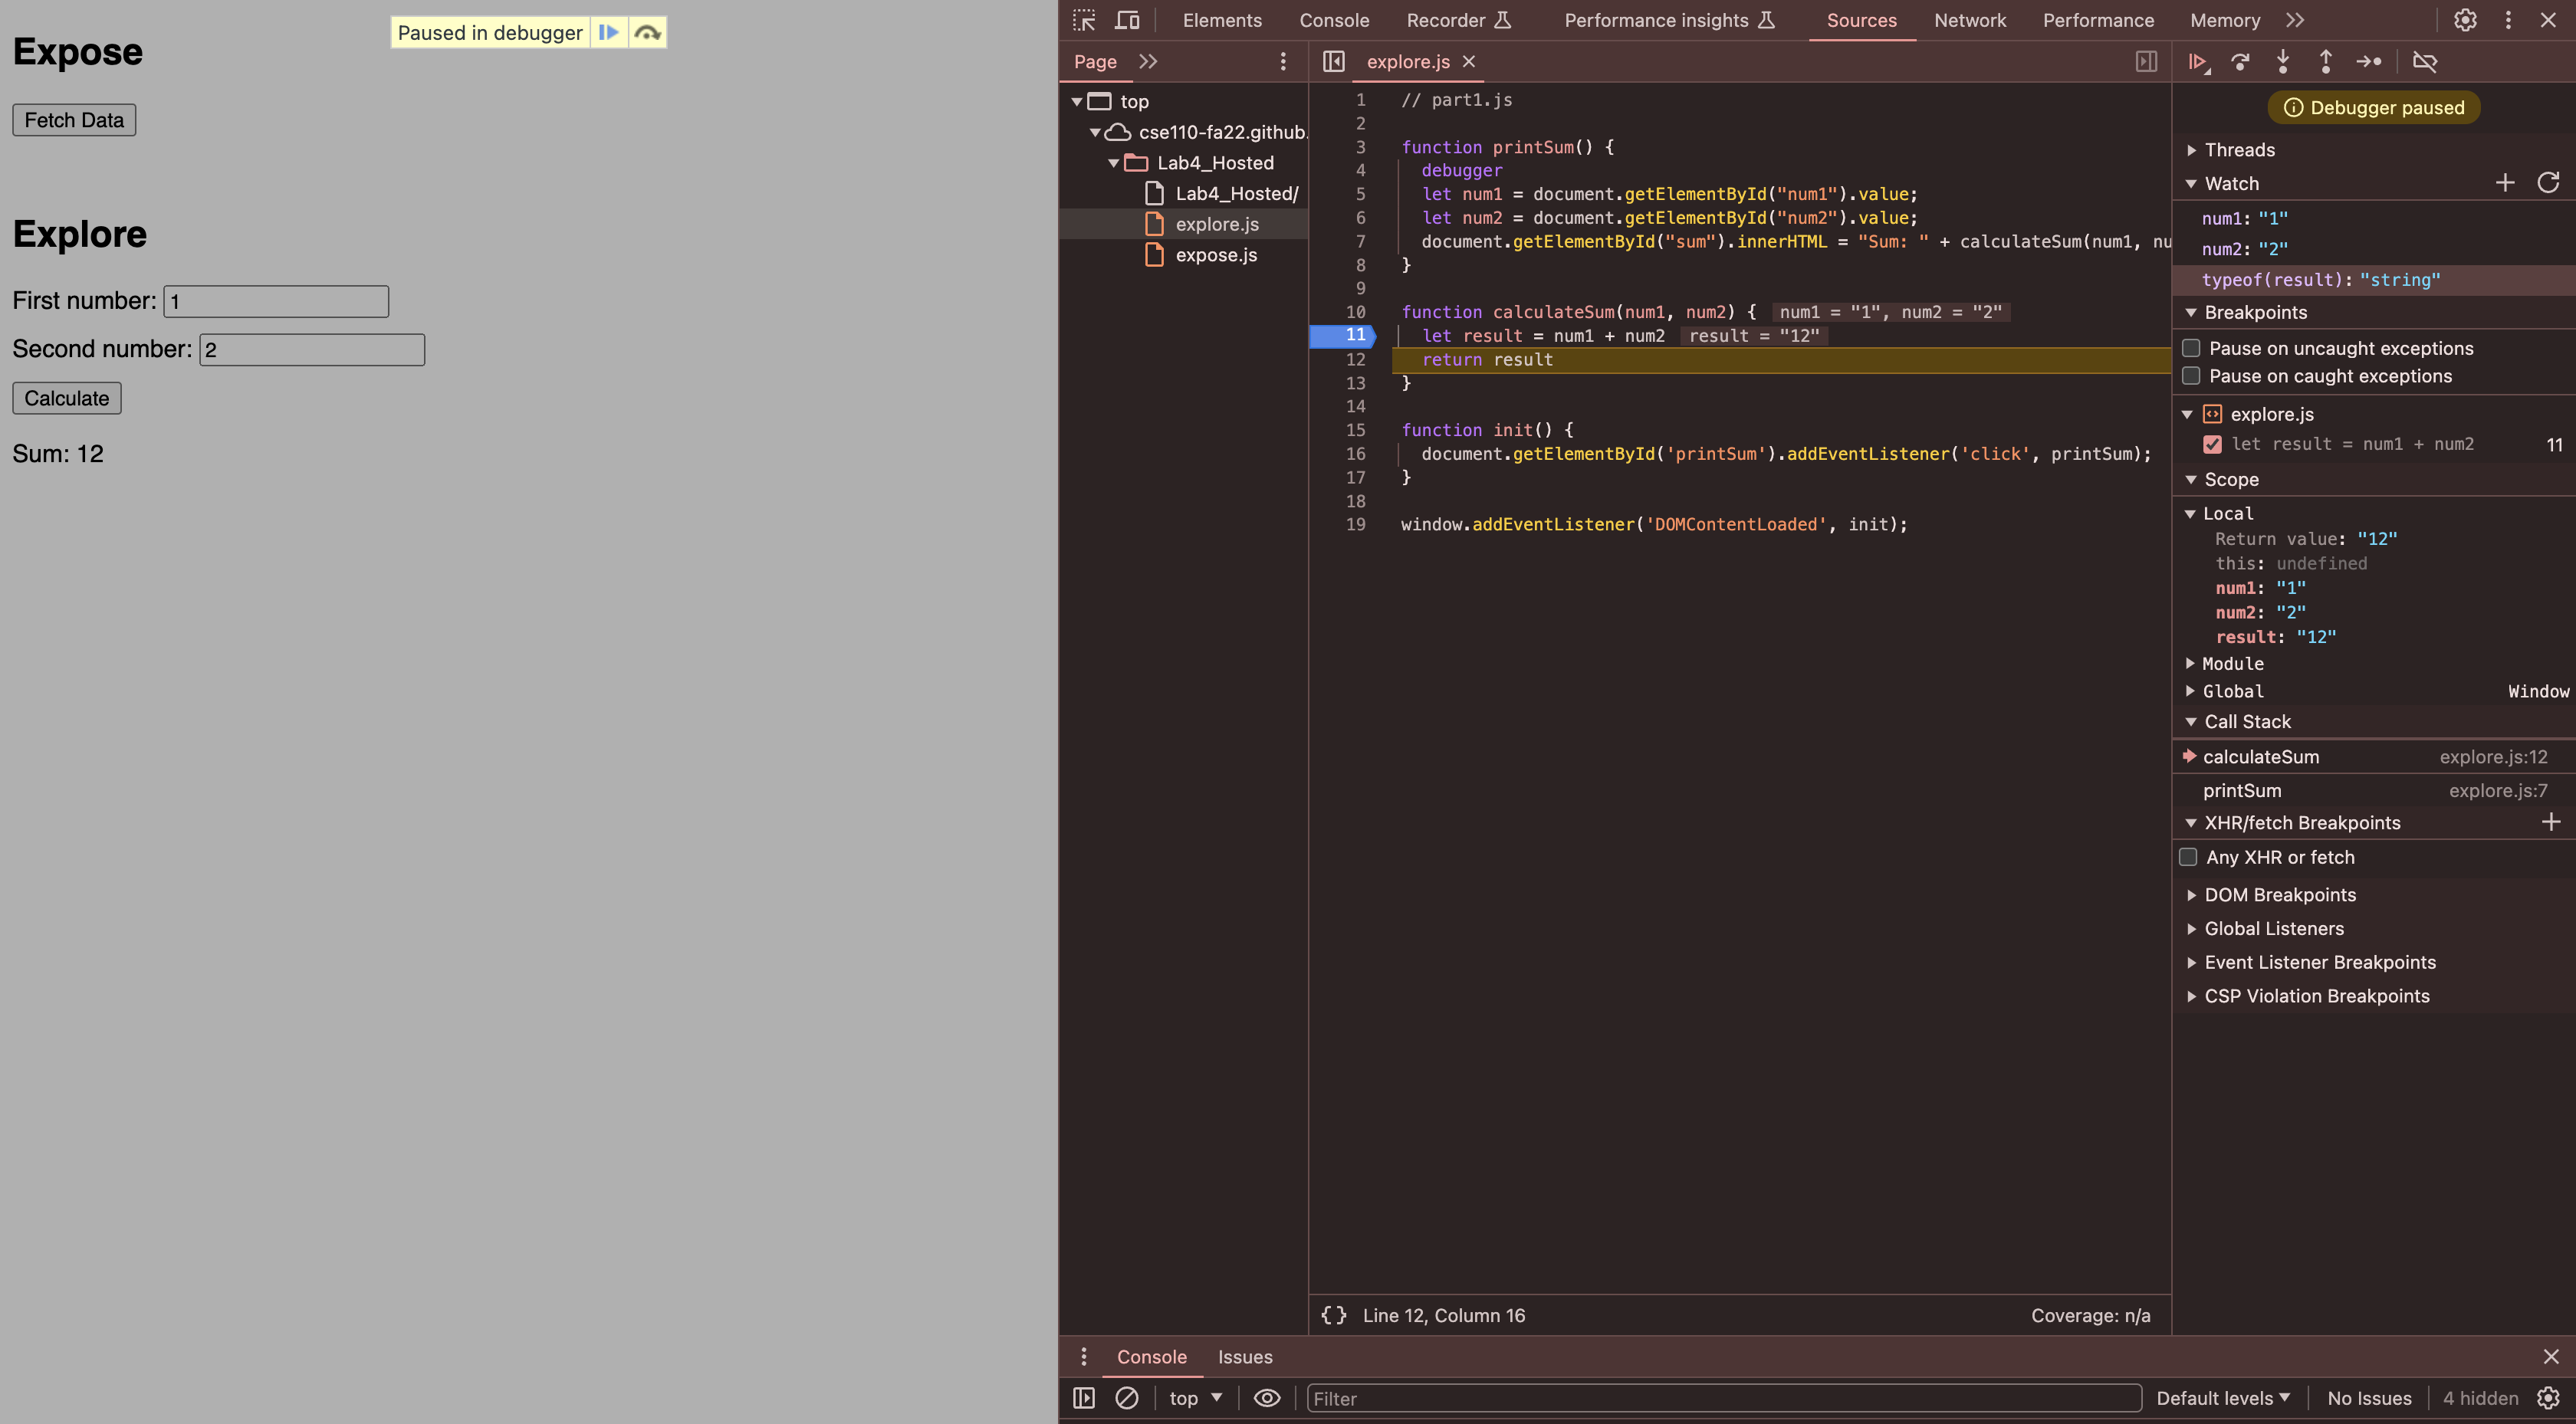 Paused in debugger
Expose
Fetch Data
Explore
First number: 1
Second number: 2
Calculate
Sum: 12
Elements Console Recorder Performance insights Sources Network Performance Memory
Page
explore.js
top
cse110-fa22.github.
Lab4_Hosted
Lab4_Hosted/
explore.js
expose.js
1 // part1.js
2
3 function printSum() {
4 debugger
5 let num1 = document.getElementById("num1").value;
6 let num2 = document.getElementById("num2").value;
7 document.getElementById("sum").innerHTML = "Sum: " + calculateSum(num1, nu
8 }
9
10 function calculateSum(num1, num2) { num1 = "1", num2 = "2"
11 let result = num1 + num2 result = "12"
12 return result
13 }
14
15 function init() {
16 document.getElementById('printSum').addEventListener('click', printSum);
17 }
18
19 window.addEventListener('DOMContentLoaded', init);
{} Line 12, Column 16 Coverage: n/a
Debugger paused
Threads
Watch
num1: "1"
num2: "2"
typeof(result): "string"
Breakpoints
Pause on uncaught exceptions
Pause on caught exceptions
explore.js
let result = num1 + num2 11
Scope
Local
Return value: "12"
this: undefined
num1: "1"
num2: "2"
result: "12"
Module
Global Window
Call Stack
calculateSum explore.js:12
printSum explore.js:7
XHR/fetch Breakpoints
Any XHR or fetch
DOM Breakpoints
Global Listeners
Event Listener Breakpoints
CSP Violation Breakpoints
Console Issues
top Filter Default levels No Issues 4 hidden